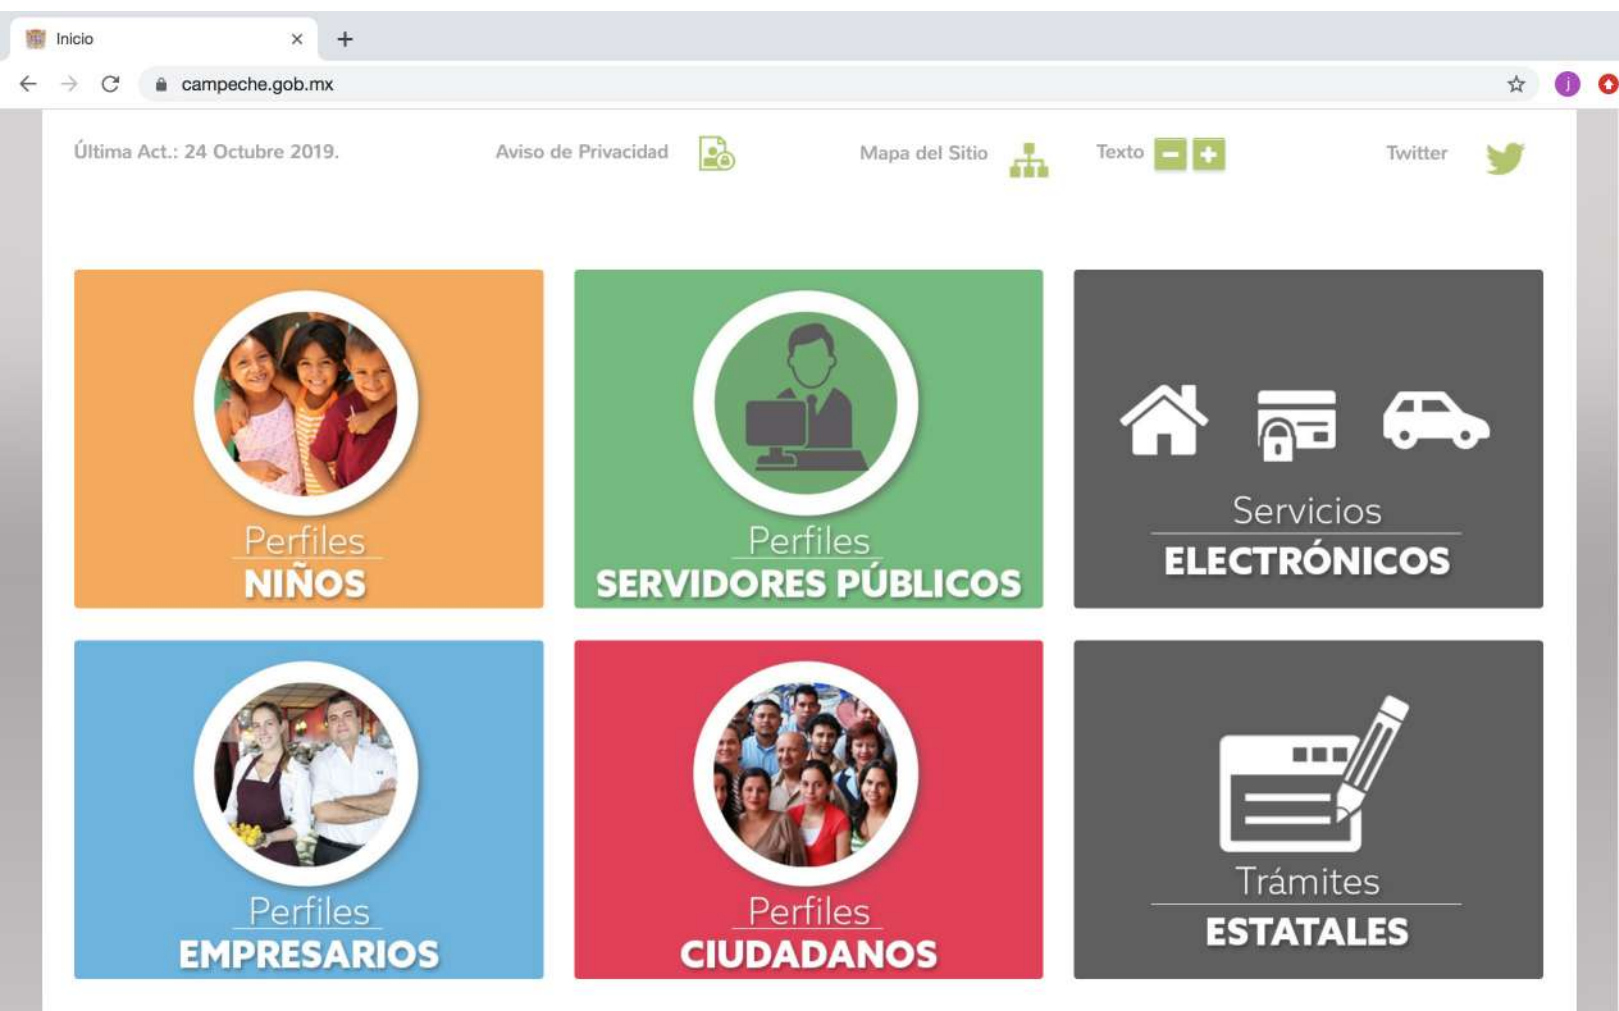 Inicio
campeche.gob.mx
j
Última Act.: 24 Octubre 2019.
Aviso de Privacidad
Mapa del Sitio
Texto
Twitter
Perfiles
NIÑOS
Perfiles
SERVIDORES PÚBLICOS
Servicios
ELECTRÓNICOS
Perfiles
EMPRESARIOS
Perfiles
CIUDADANOS
Trámites
ESTATALES